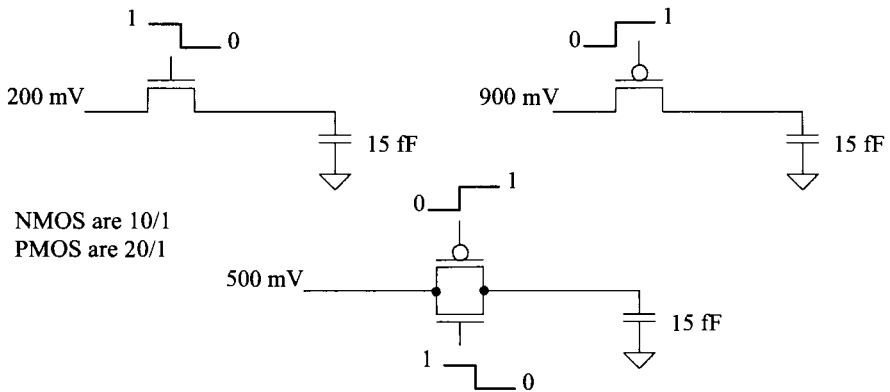 1
0
200 mV
15 fF
1
0
900 mV
15 fF
NMOS are 10/1
PMOS are 20/1
1
0
500 mV
15 fF
1
0